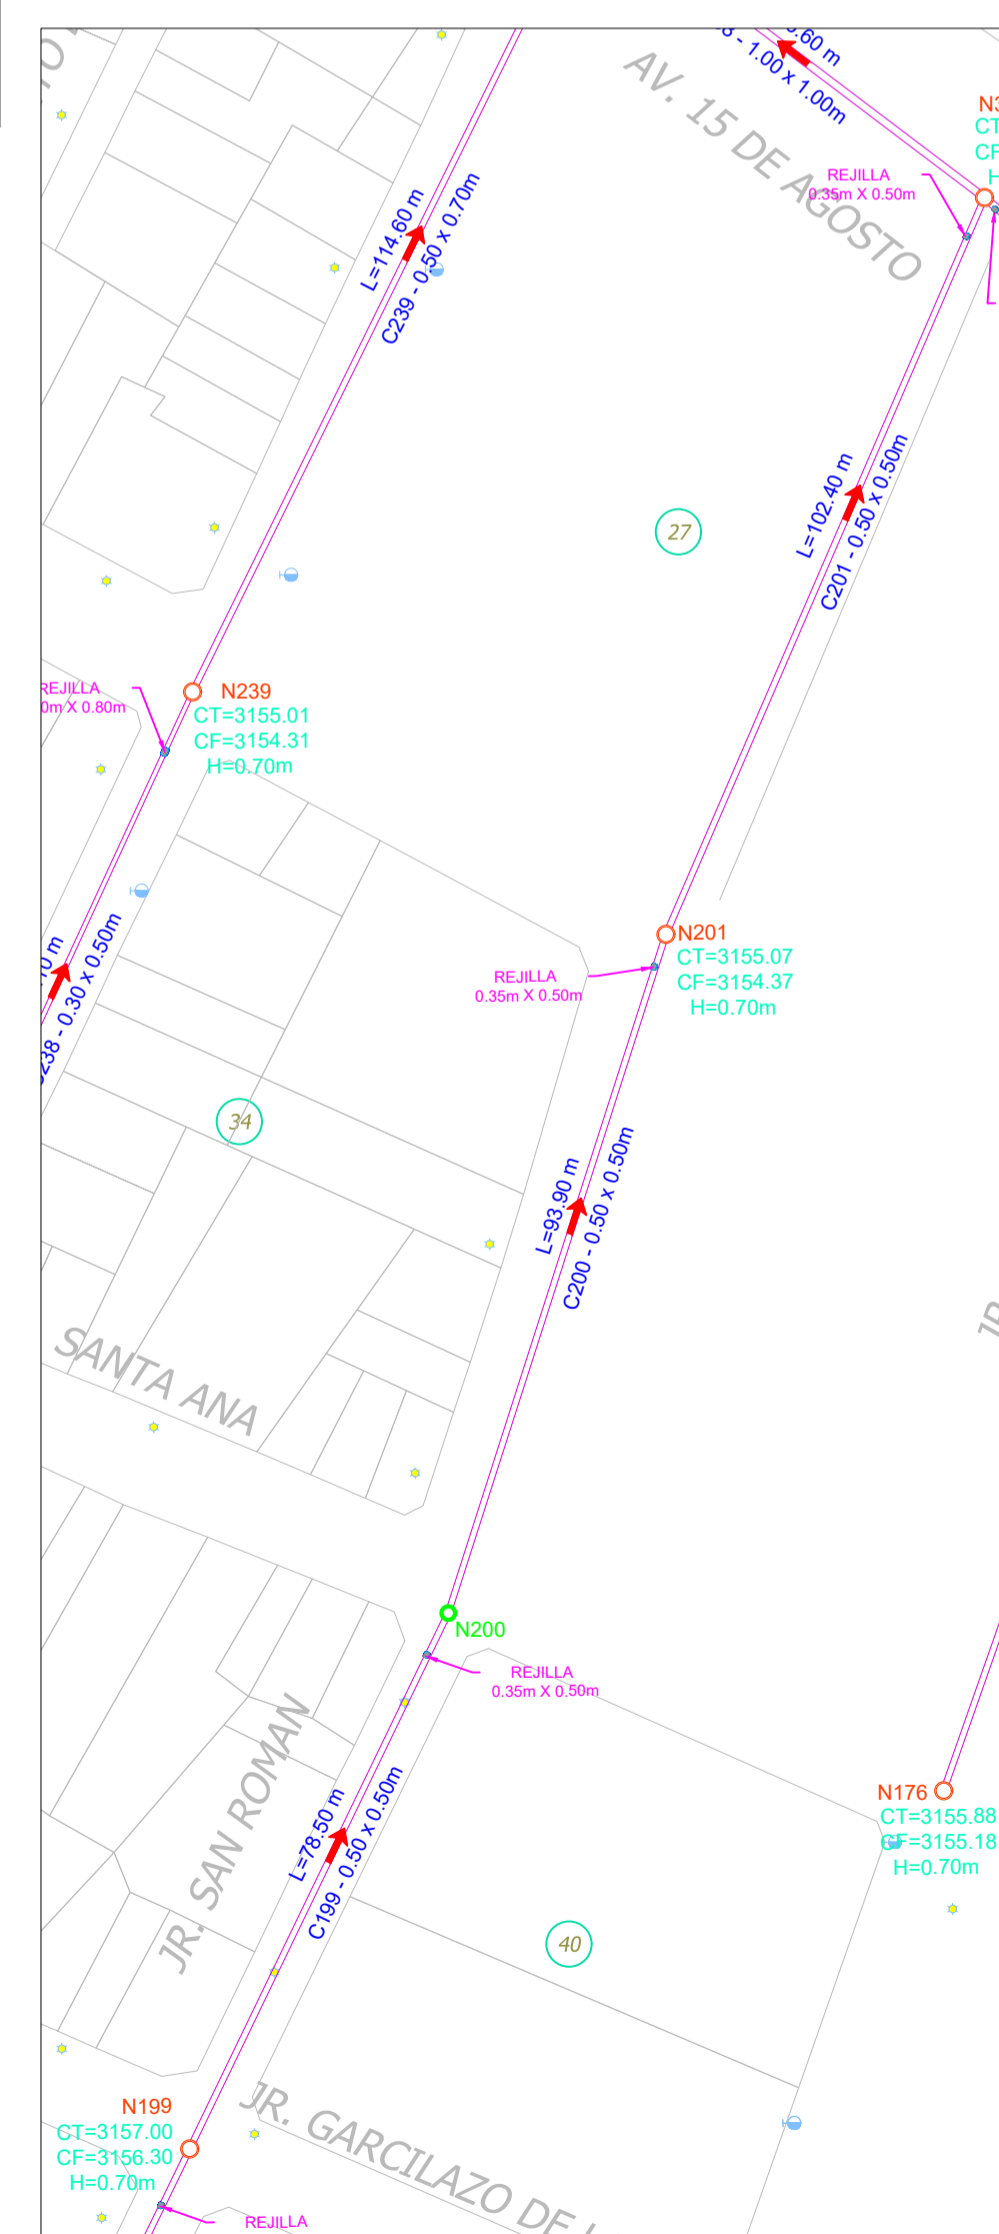 AV. 15 DE AGOSTO
1.00 x 1.00m
REJILLA
0.35m X 0.50m
L=114.60 m
C239 - 0.50 x 0.70m
L=102.40 m
C201 - 0.50 x 0.50m
27
REJILLA
N239
CT=3155.01
CF=3154.31
H=0.70m
N201
CT=3155.07
CF=3154.37
H=0.70m
REJILLA
0.35m X 0.50m
0.30 x 0.50m
34
L=93.90 m
C200 - 0.50 x 0.50m
SANTA ANA
N200
REJILLA
0.35m X 0.50m
JR. SAN ROMAN
L=78.50 m
C199 - 0.50 x 0.50m
N176
CT=3155.88
CF=3155.18
H=0.70m
40
N199
CT=3157.00
CF=3156.30
H=0.70m
JR. GARCILAZO DE
REJILLA